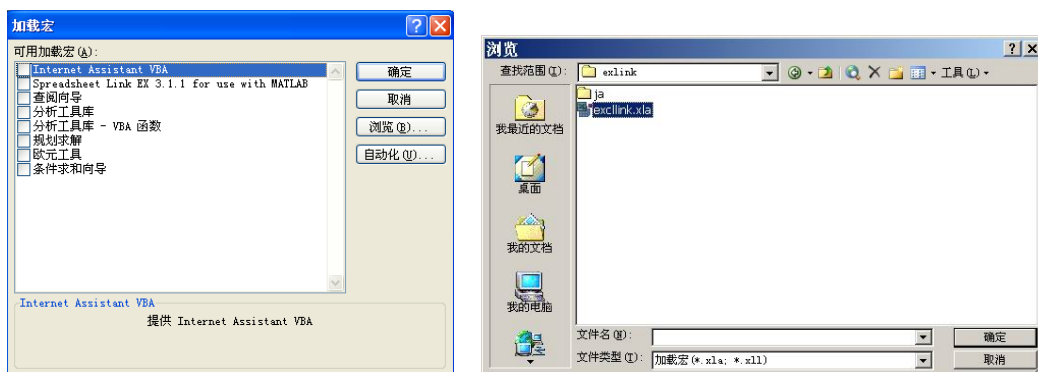 加载宏
可用加载宏(A):
Internet Assistant VBA
Spreadsheet Link EX 3.1.1 for use with MATLAB
查阅向导
分析工具库
分析工具库 - VBA 函数
规划求解
欧元工具
条件求和向导
确定
取消
浏览(B)...
自动化(U)...
Internet Assistant VBA
提供 Internet Assistant VBA
浏览
查找范围(I):
exlink
工具(L)
ja
excllink.xla
我最近的文档
桌面
我的文档
我的电脑
文件名(N):
文件类型(T):
加载宏(*.xla; *.xll)
确定
取消